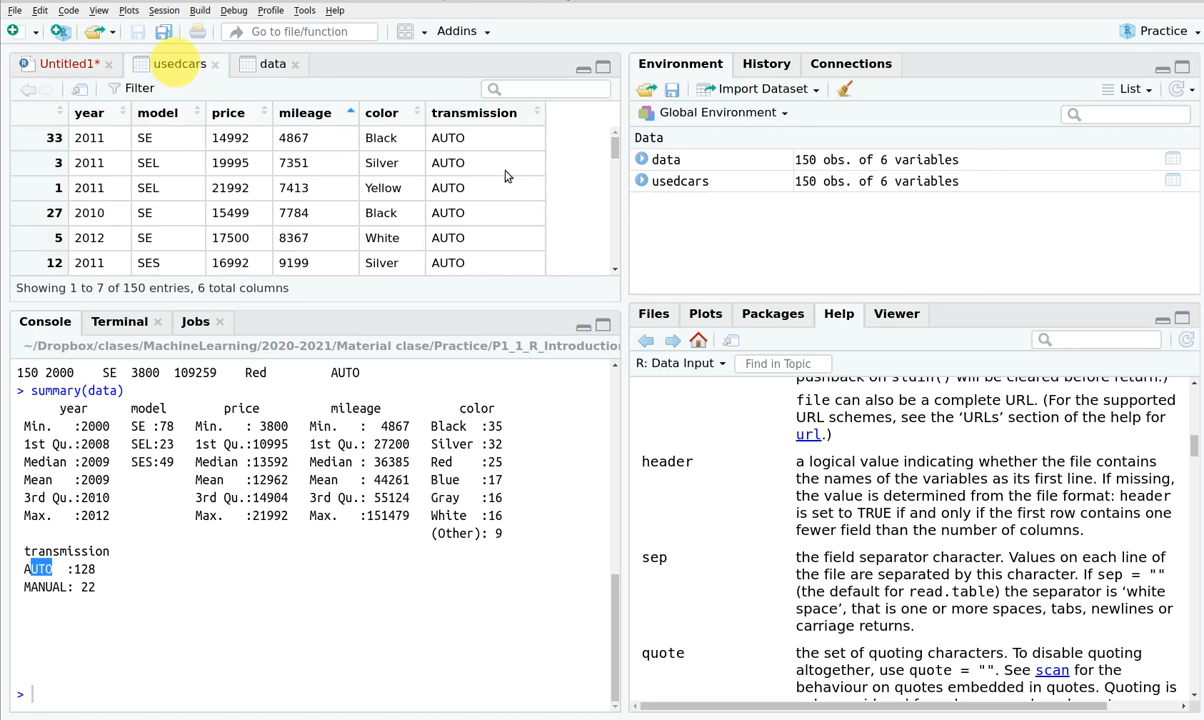 File Edit Code View Plots Session Build Debug Profile Tools Help
Go to file/function Addins Practice
Untitled1* usedcars data
Filter
year model price mileage color transmission
33 2011 SE 14992 4867 Black AUTO
3 2011 SEL 19995 7351 Silver AUTO
1 2011 SEL 21992 7413 Yellow AUTO
27 2010 SE 15499 7784 Black AUTO
5 2012 SE 17500 8367 White AUTO
12 2011 SES 16992 9199 Silver AUTO
Showing 1 to 7 of 150 entries, 6 total columns
Console Terminal Jobs
~/Dropbox/clases/MachineLearning/2020-2021/Material clase/Practice/P1_1_R_Introduction
150 2000 SE 3800 109259 Red AUTO
> summary(data)
year model price mileage color
Min. :2000 SE :78 Min. : 3800 Min. : 4867 Black :35
1st Qu.:2008 SEL:23 1st Qu.:10995 1st Qu.: 27200 Silver :32
Median :2009 SES:49 Median :13592 Median : 36385 Red :25
Mean :2009 Mean :12962 Mean : 44261 Blue :17
3rd Qu.:2010 3rd Qu.:14904 3rd Qu.: 55124 Gray :16
Max. :2012 Max. :21992 Max. :151479 White :16
(Other): 9
transmission
AUTO :128
MANUAL: 22
>
Environment History Connections
Import Dataset List
Global Environment
Data
data 150 obs. of 6 variables
usedcars 150 obs. of 6 variables
Files Plots Packages Help Viewer
R: Data Input Find in Topic
pushback on stdin() will be cleared before return.)
file can also be a complete URL. (For the supported
URL schemes, see the ‘URLs’ section of the help for
url.)
header a logical value indicating whether the file contains
the names of the variables as its first line. If missing,
the value is determined from the file format: header
is set to TRUE if and only if the first row contains one
fewer field than the number of columns.
sep the field separator character. Values on each line of
the file are separated by this character. If sep = ""
(the default for read.table) the separator is ‘white
space’, that is one or more spaces, tabs, newlines or
carriage returns.
quote the set of quoting characters. To disable quoting
altogether, use quote = "". See scan for the
behaviour on quotes embedded in quotes. Quoting is